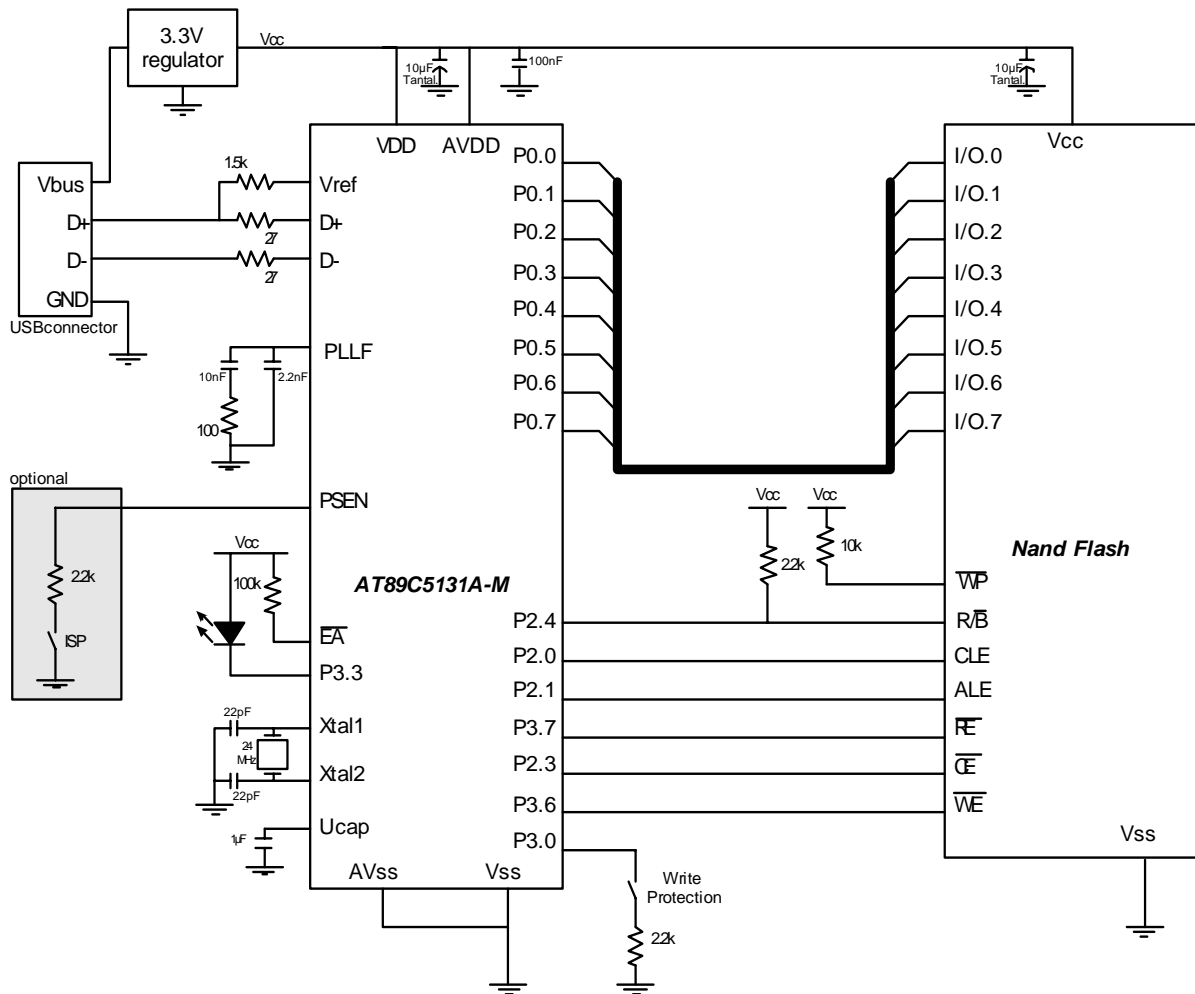 3.3V
regulator
Vcc
10µF
Tantal.
100nF
10µF
Tantal.
VDD
AVDD
Vcc
Vbus
D+
D-
GND
USBconnector
1.5k
27
27
Vref
D+
D-
PLLF
10nF
2.2nF
100
optional
2.2k
ISP
PSEN
Vcc
100k
EA
P3.3
22pF
24
MHz
22pF
Xtal1
Xtal2
1µF
Ucap
AVss
Vss
AT89C5131A-M
P0.0
P0.1
P0.2
P0.3
P0.4
P0.5
P0.6
P0.7
P2.4
P2.0
P2.1
P3.7
P2.3
P3.6
P3.0
Vcc
2.2k
Vcc
10k
Write
Protection
2.2k
I/O.0
I/O.1
I/O.2
I/O.3
I/O.4
I/O.5
I/O.6
I/O.7
Nand Flash
WP
R/B
CLE
ALE
RE
CE
WE
Vss